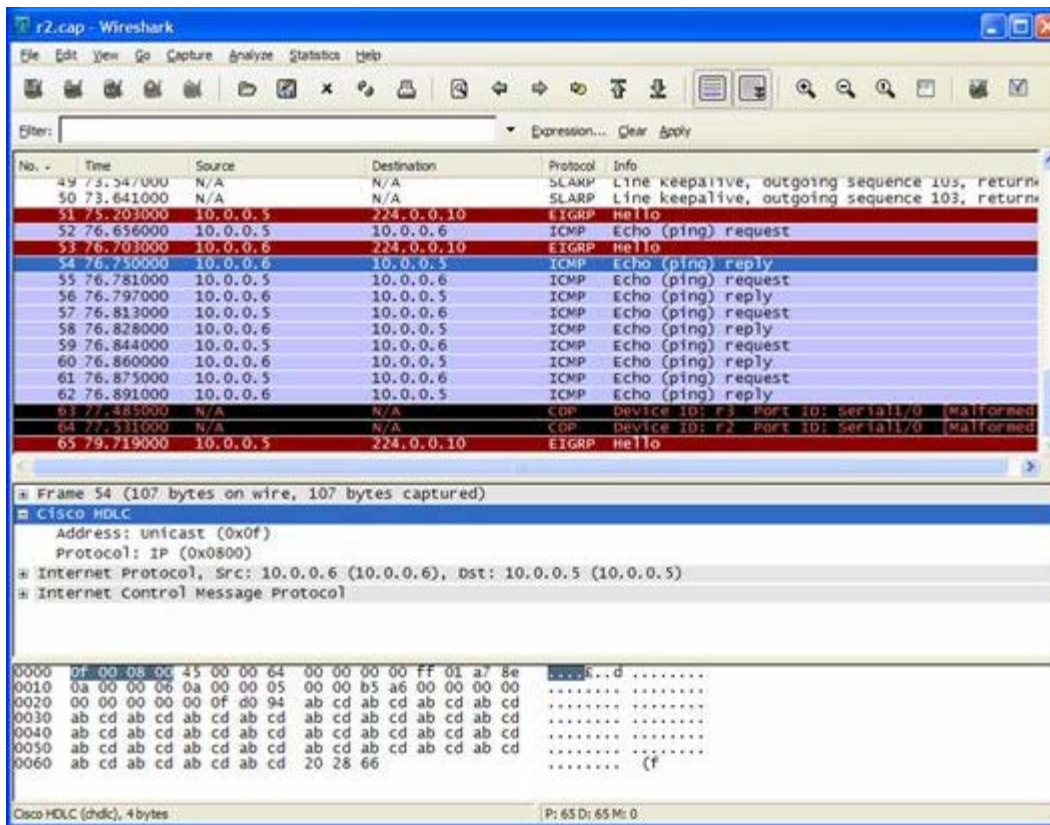 r2.cap - Wireshark
File Edit View Go Capture Analyze Statistics Help
Filter: Expression... Clear Apply
No. - Time Source Destination Protocol Info
49 73.547000 N/A N/A SLARP Line keepalive, outgoing sequence 103, returne
50 73.641000 N/A N/A SLARP Line keepalive, outgoing sequence 103, returne
51 75.203000 10.0.0.5 224.0.0.10 EIGRP Hello
52 76.656000 10.0.0.5 10.0.0.6 ICMP Echo (ping) request
53 76.703000 10.0.0.6 224.0.0.10 EIGRP Hello
54 76.750000 10.0.0.6 10.0.0.5 ICMP Echo (ping) reply
55 76.781000 10.0.0.5 10.0.0.6 ICMP Echo (ping) request
56 76.797000 10.0.0.6 10.0.0.5 ICMP Echo (ping) reply
57 76.813000 10.0.0.5 10.0.0.6 ICMP Echo (ping) request
58 76.828000 10.0.0.6 10.0.0.5 ICMP Echo (ping) reply
59 76.844000 10.0.0.5 10.0.0.6 ICMP Echo (ping) request
60 76.860000 10.0.0.6 10.0.0.5 ICMP Echo (ping) reply
61 76.875000 10.0.0.5 10.0.0.6 ICMP Echo (ping) request
62 76.891000 10.0.0.6 10.0.0.5 ICMP Echo (ping) reply
63 77.485000 N/A N/A CDP Device ID: r3 Port ID: Serial1/0 [Malformed
64 77.531000 N/A N/A CDP Device ID: r2 Port ID: Serial1/0 [Malformed
65 79.719000 10.0.0.5 224.0.0.10 EIGRP Hello
Frame 54 (107 bytes on wire, 107 bytes captured)
Cisco HDLC
Address: Unicast (0x0f)
Protocol: IP (0x0800)
Internet Protocol, Src: 10.0.0.6 (10.0.0.6), Dst: 10.0.0.5 (10.0.0.5)
Internet Control Message Protocol
0000 0f 00 08 00 45 00 00 64 00 00 00 00 ff 01 a7 8e ....E..d ........
0010 0a 00 00 06 0a 00 00 05 00 00 b5 a6 00 00 00 00 ........ ........
0020 00 00 00 00 00 0f d0 94 ab cd ab cd ab cd ab cd ........ ........
0030 ab cd ab cd ab cd ab cd ab cd ab cd ab cd ab cd ........ ........
0040 ab cd ab cd ab cd ab cd ab cd ab cd ab cd ab cd ........ ........
0050 ab cd ab cd ab cd ab cd ab cd ab cd ab cd ab cd ........ ........
0060 ab cd ab cd ab cd ab cd 20 28 66 ........ (f
Cisco HDLC (chdlc), 4 bytes P: 65 D: 65 M: 0